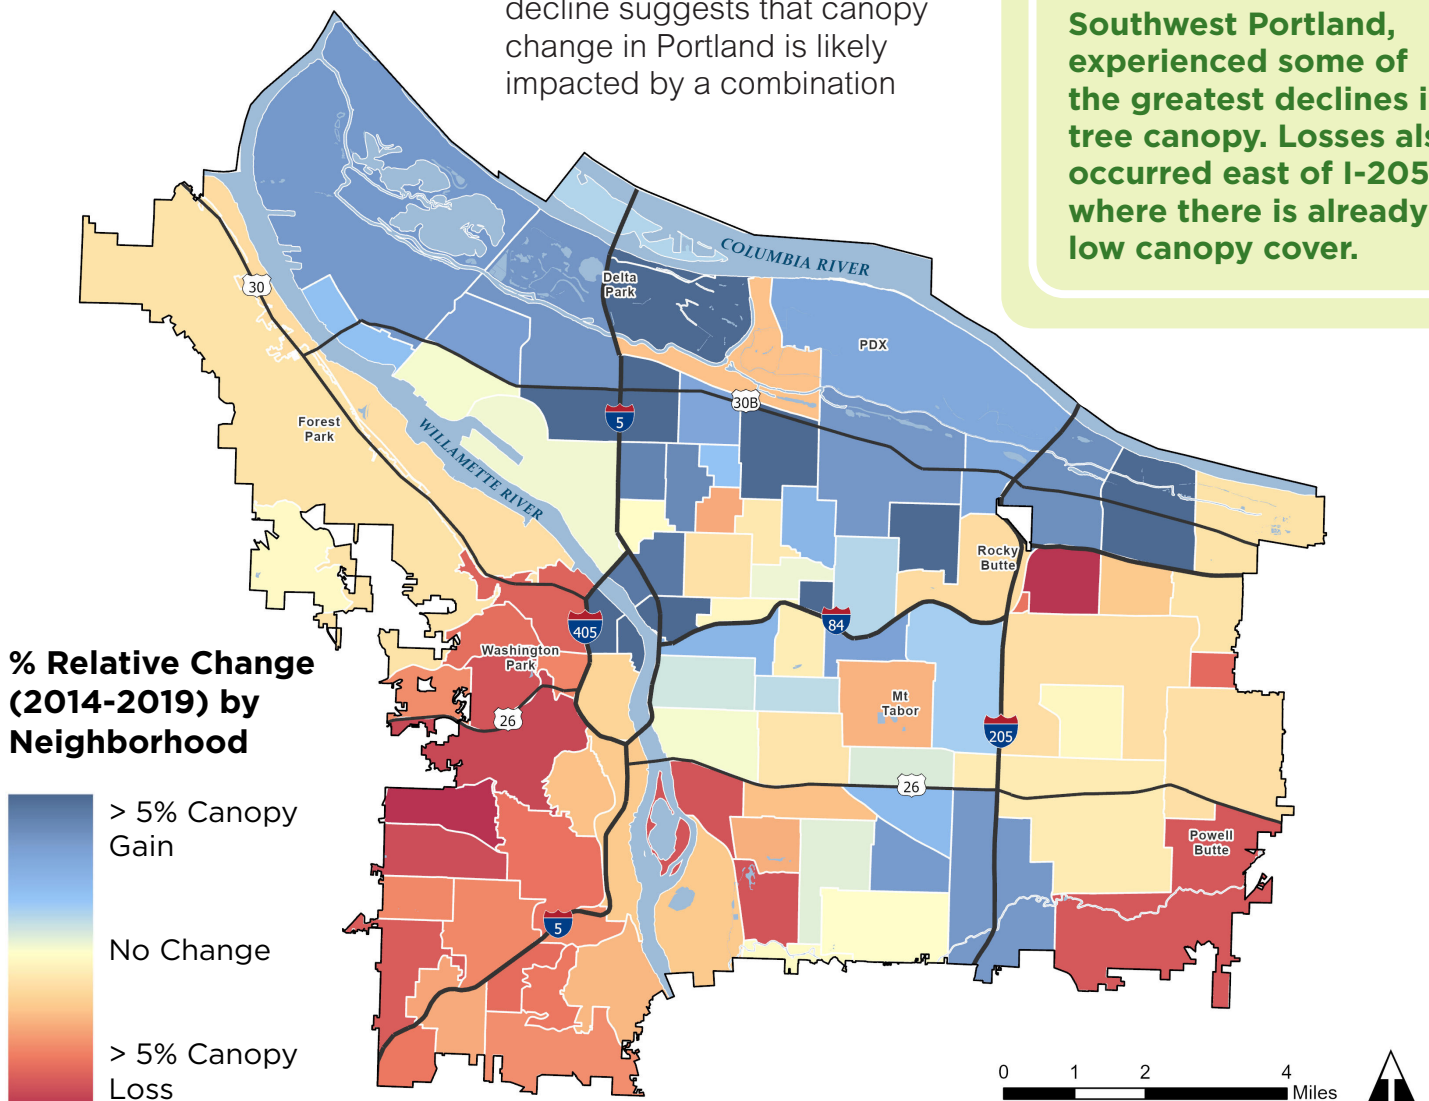 decline suggests that canopy
change in Portland is likely
impacted by a combination
Southwest Portland,
experienced some of
the greatest declines i
tree canopy. Losses als
occurred east of I-205
where there is already
low canopy cover.
COLUMBIA RIVER
Delta
Park
30
PDX
30B
5
Forest
Park
WILLAMETTE RIVER
Rocky
Butte
84
405
Washington
Park
% Relative Change
(2014-2019) by
Neighborhood
Mt
Tabor
26
205
26
> 5% Canopy
Gain
Powell
Butte
5
No Change
> 5% Canopy
Loss
0 1 2 4
Miles